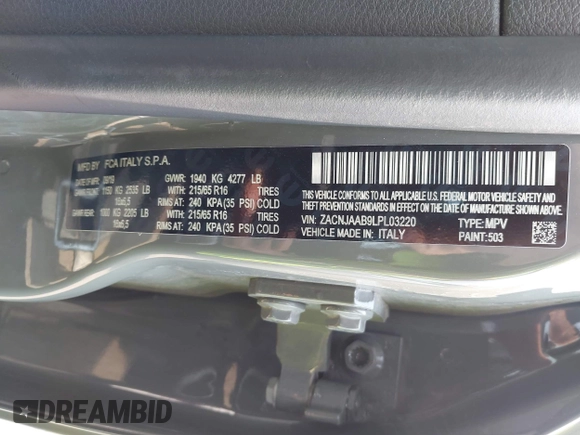 MFD BY FCA ITALY S.P.A.
GVWR: 1940 KG 4277 LB
1150 KG 2535 LB WITH: 215/65 R16 TIRES
16x6.5 RIMS AT: 240 KPA(35 PSI) COLD
GAWR REAR: 1000 KG 2205 LB WITH: 215/65 R16 TIRES
16x6.5 RIMS AT: 240 KPA(35 PSI) COLD
THIS VEHICLE CONFORMS TO ALL APPLICABLE
U.S. FEDERAL MOTOR VEHICLE SAFETY,
BUMPER, AND THEFT PREVENTION STANDARDS IN
EFFECT ON THE DATE OF MANUFACTURE SHOWN ABOVE.
VIN: ZACNJAAB9LPL03220 TYPE: MPV
VEHICLE MADE IN: ITALY PAINT: 503
DREAMBID